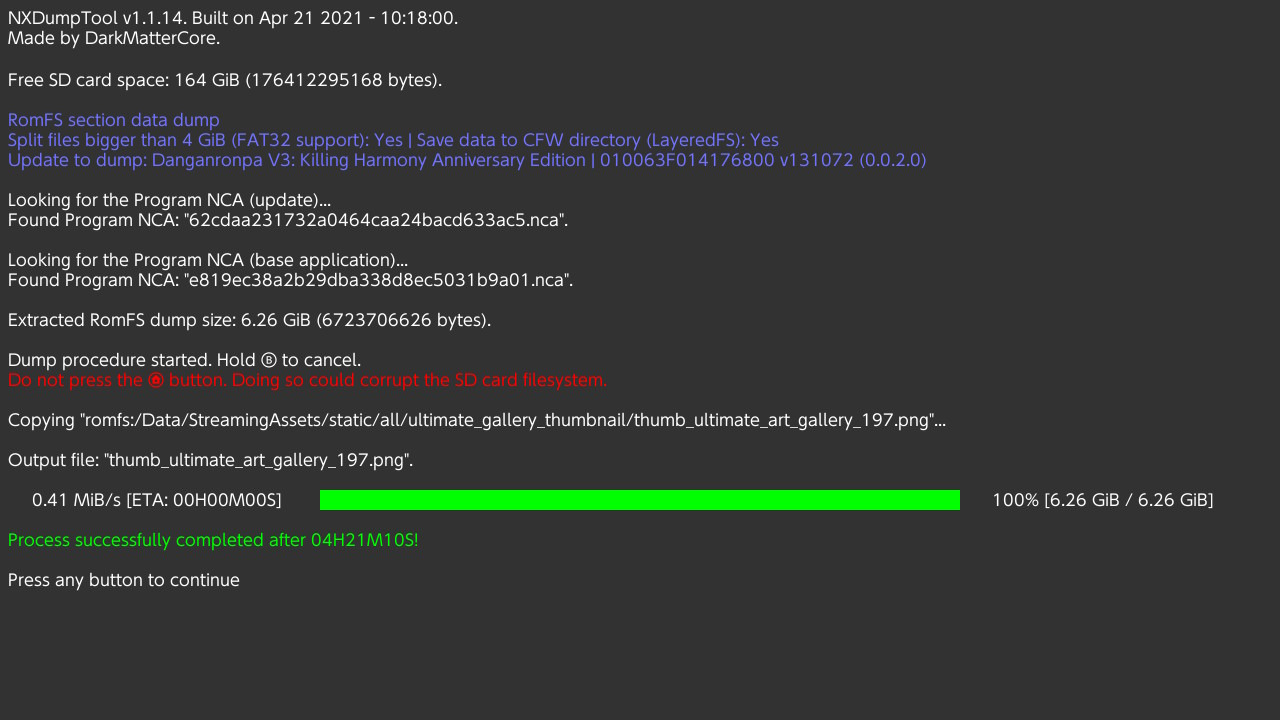 NXDumpTool v1.1.14. Built on Apr 21 2021 - 10:18:00.
Made by DarkMatterCore.
Free SD card space: 164 GiB (176412295168 bytes).
RomFS section data dump
Split files bigger than 4 GiB (FAT32 support): Yes | Save data to CFW directory (LayeredFS): Yes
Update to dump: Danganronpa V3: Killing Harmony Anniversary Edition | 010063F014176800 v131072 (0.0.2.0)
Looking for the Program NCA (update)...
Found Program NCA: "62cdaa231732a0464caa24bacd633ac5.nca".
Looking for the Program NCA (base application)...
Found Program NCA: "e819ec38a2b29dba338d8ec5031b9a01.nca".
Extracted RomFS dump size: 6.26 GiB (6723706626 bytes).
Dump procedure started. Hold Ⓑ to cancel.
Do not press the button. Doing so could corrupt the SD card filesystem.
Copying "romfs:/Data/StreamingAssets/static/all/ultimate_gallery_thumbnail/thumb_ultimate_art_gallery_197.png"...
Output file: "thumb_ultimate_art_gallery_197.png".
0.41 MiB/s [ETA: 00H00M00S] 100% [6.26 GiB / 6.26 GiB]
Process successfully completed after 04H21M10S!
Press any button to continue